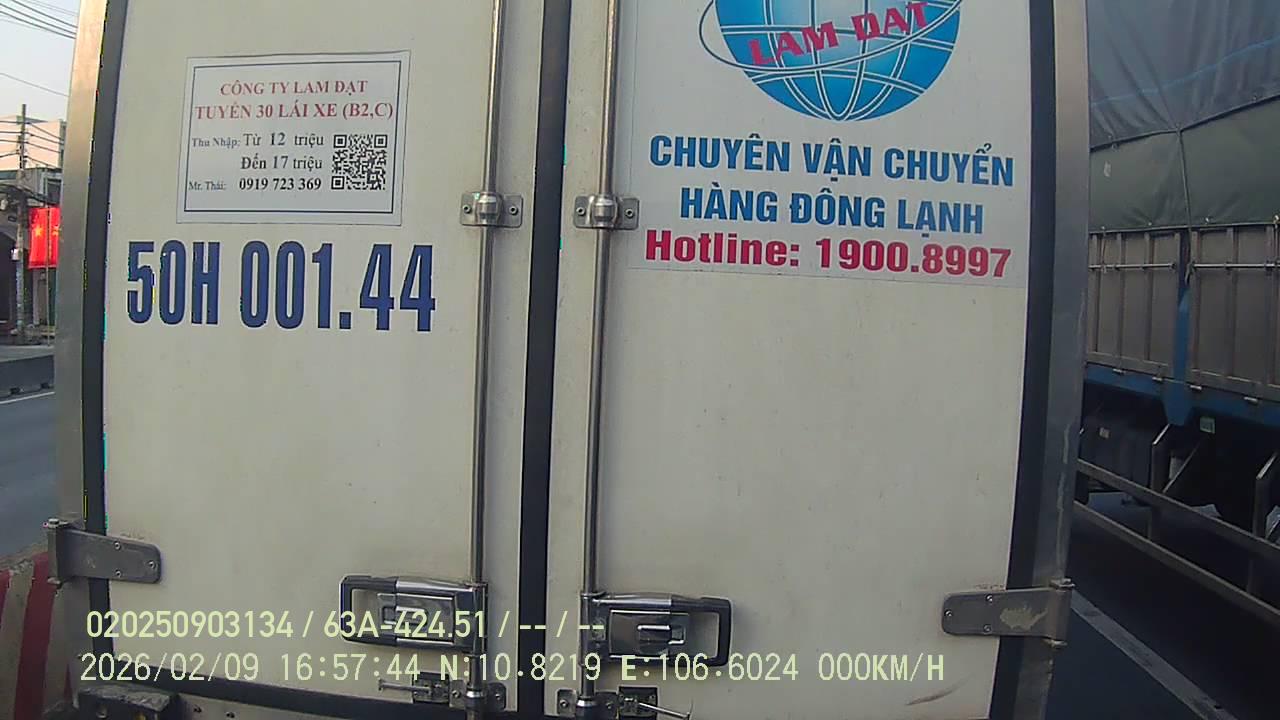 CÔNG TY LAM ĐẠT
TUYỂN 30 LÁI XE (B2,C)
Thu Nhập: Từ 12 triệu
Đến 17 triệu
Mr. Thái: 0919 723 369
50H 001.44
LAM ĐẠT
CHUYÊN VẬN CHUYỂN
HÀNG ĐÔNG LẠNH
Hotline: 1900.8997
020250903134 / 63A-424.51 / -- / --
2026/02/09 16:57:44 N:10.8219 E:106.6024 000KM/H